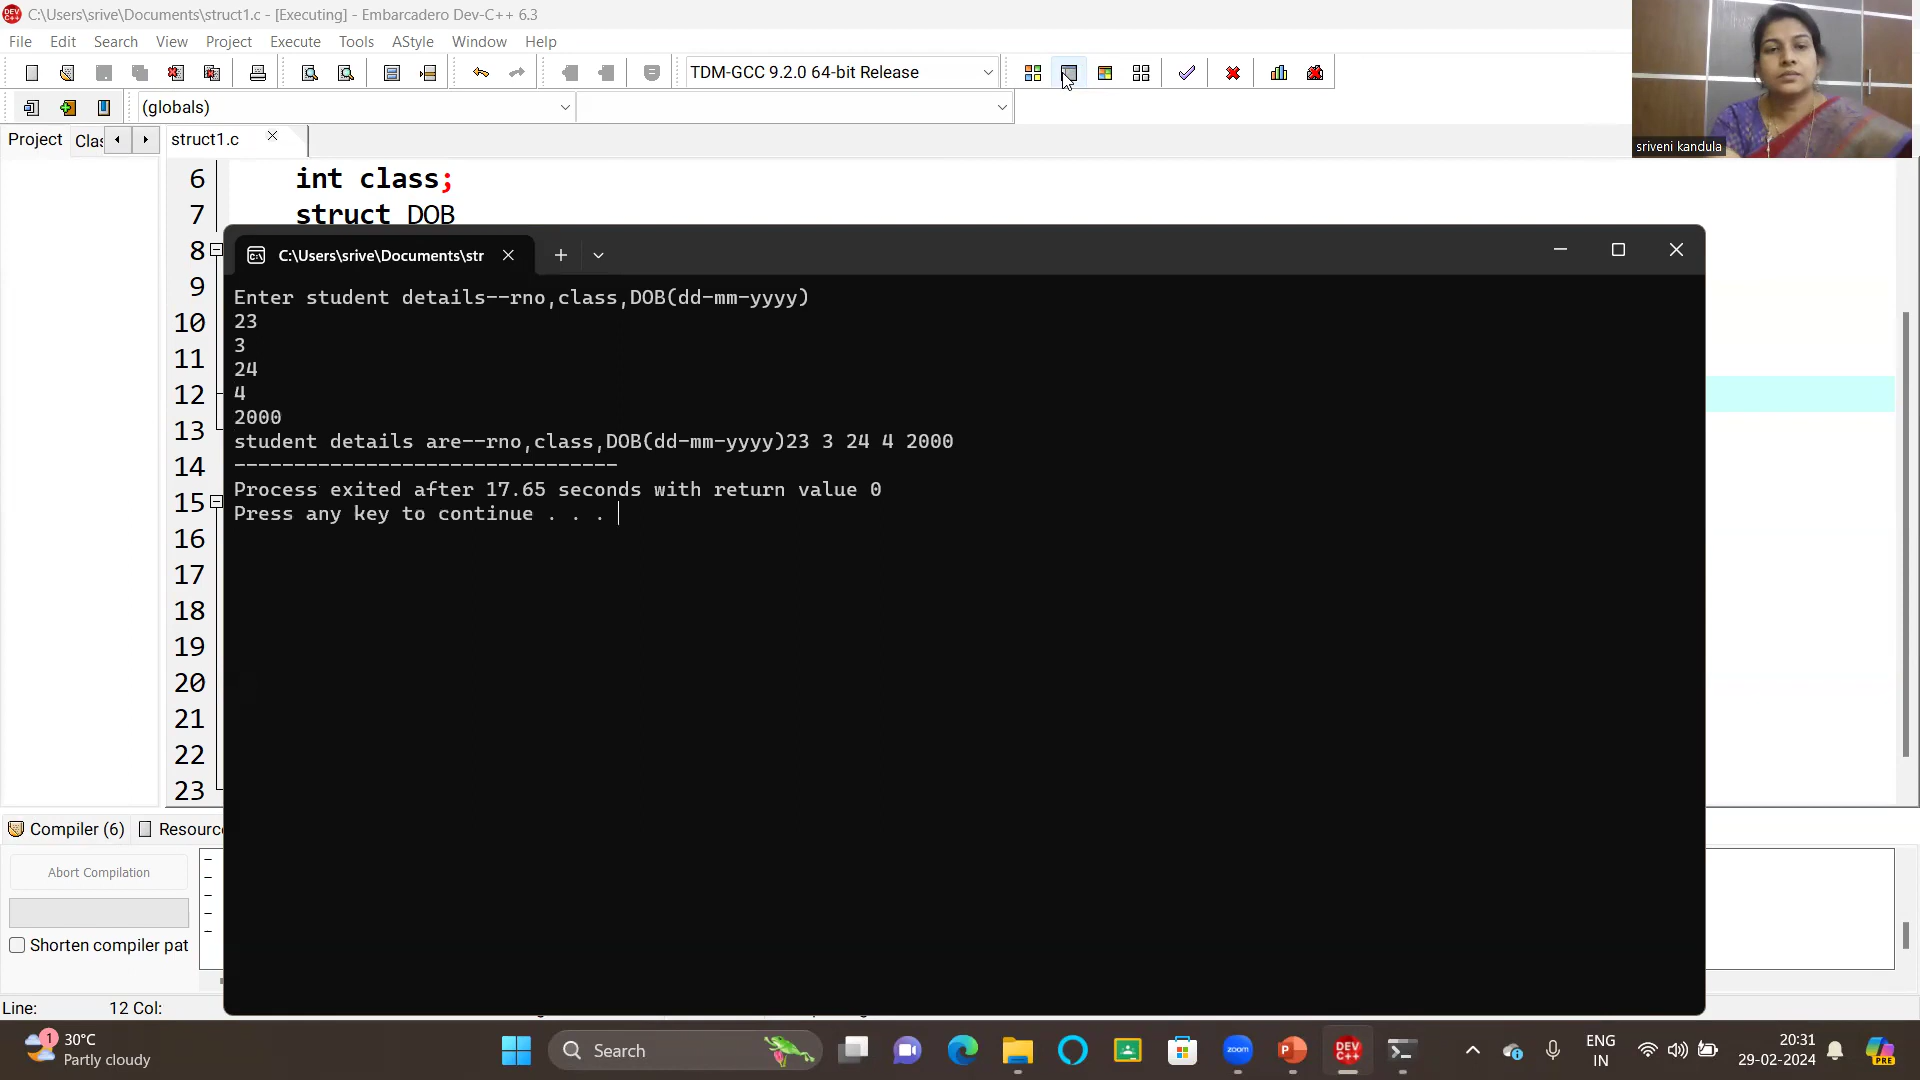 C:\Users\srive\Documents\struct1.c - [Executing] - Embarcadero Dev-C++ 6.3
File Edit Search View Project Execute Tools AStyle Window Help
TDM-GCC 9.2.0 64-bit Release
(globals)
sriveni kandula
Project Clas struct1.c
6 int class;
7 struct DOB
8
9
10
11
12
13
14
15
16
17
18
19
20
21
22
23
C:\Users\srive\Documents\str
Enter student details--rno,class,DOB(dd-mm-yyyy)
23
3
24
4
2000
student details are--rno,class,DOB(dd-mm-yyyy)23 3 24 4 2000
--------------------------------
Process exited after 17.65 seconds with return value 0
Press any key to continue . . .
Compiler (6) Resourc
Abort Compilation
Shorten compiler pat
Line: 12 Col:
1 30°C
Partly cloudy
Search
zoom
DEV C++
ENG
IN
20:31
29-02-2024
PRE